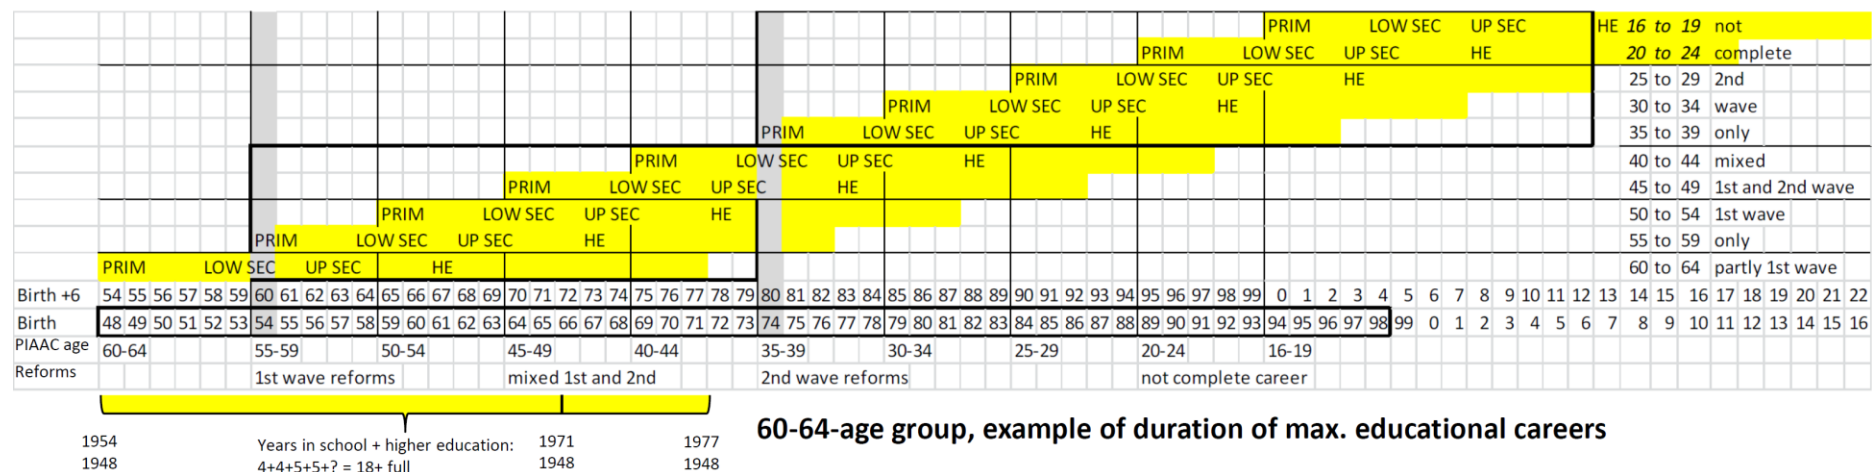 PRIM LOW SEC UP SEC HE 16 to 19 not
PRIM LOW SEC UP SEC HE 20 to 24 complete
PRIM LOW SEC UP SEC HE 25 to 29 2nd
PRIM LOW SEC UP SEC HE 30 to 34 wave
PRIM LOW SEC UP SEC HE 35 to 39 only
PRIM LOW SEC UP SEC HE 40 to 44 mixed
PRIM LOW SEC UP SEC HE 45 to 49 1st and 2nd wave
PRIM LOW SEC UP SEC HE 50 to 54 1st wave
PRIM LOW SEC UP SEC HE 55 to 59 only
PRIM LOW SEC UP SEC HE 60 to 64 partly 1st wave
Birth +6 54 55 56 57 58 59 60 61 62 63 64 65 66 67 68 69 70 71 72 73 74 75 76 77 78 79 80 81 82 83 84 85 86 87 88 89 90 91 92 93 94 95 96 97 98 99 0 1 2 3 4 5 6 7 8 9 10 11 12 13 14 15 16 17 18 19 20 21 22
Birth 48 49 50 51 52 53 54 55 56 57 58 59 60 61 62 63 64 65 66 67 68 69 70 71 72 73 74 75 76 77 78 79 80 81 82 83 84 85 86 87 88 89 90 91 92 93 94 95 96 97 98 99 0 1 2 3 4 5 6 7 8 9 10 11 12 13 14 15 16
PIAAC age 60-64 55-59 50-54 45-49 40-44 35-39 30-34 25-29 20-24 16-19
Reforms 1st wave reforms mixed 1st and 2nd 2nd wave reforms not complete career
60-64-age group, example of duration of max. educational careers
1954 Years in school + higher education: 1971 1977
1948 4+4+5+5+? = 18+ full 1948 1948